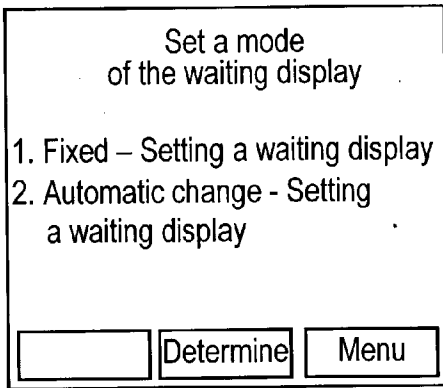 Set a mode
of the waiting display
1. Fixed – Setting a waiting display
2. Automatic change - Setting
a waiting display
Determine
Menu